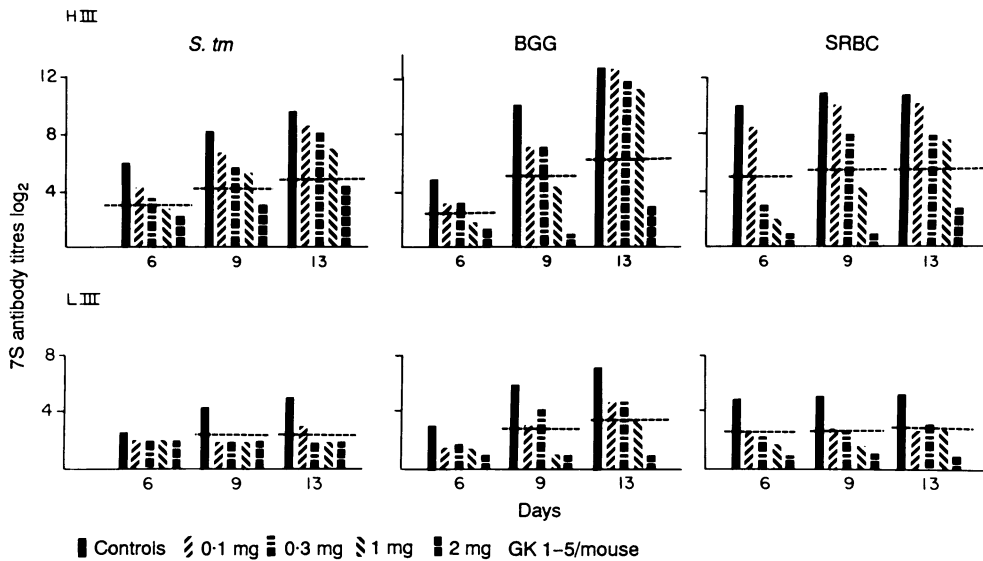 H III
S. tm BGG SRBC
12
8
4
6 9 13 6 9 13 6 9 13
7S antibody titres log2
L III
8
4
6 9 13 6 9 13 6 9 13
Days
Controls 0·1 mg 0·3 mg 1 mg 2 mg GK 1–5/mouse